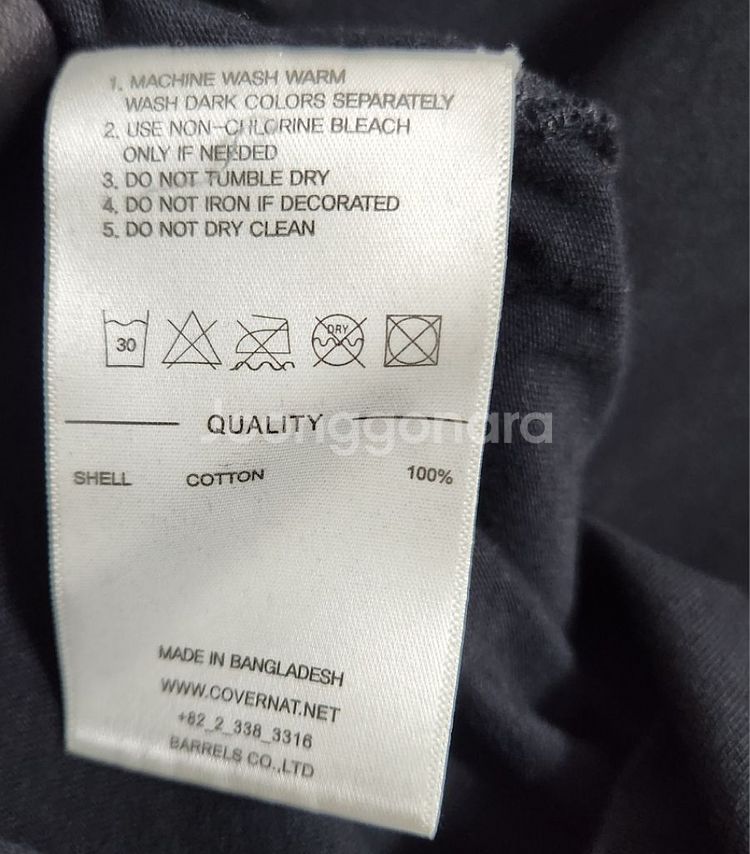 1. MACHINE WASH WARM
WASH DARK COLORS SEPARATELY
2. USE NON-CHLORINE BLEACH
ONLY IF NEEDED
3. DO NOT TUMBLE DRY
4. DO NOT IRON IF DECORATED
5. DO NOT DRY CLEAN
30
DRY
QUALITY
Joonggonara
SHELL COTTON 100%
MADE IN BANGLADESH
WWW.COVERNAT.NET
+82_2_338_3316
BARRELS CO.,LTD